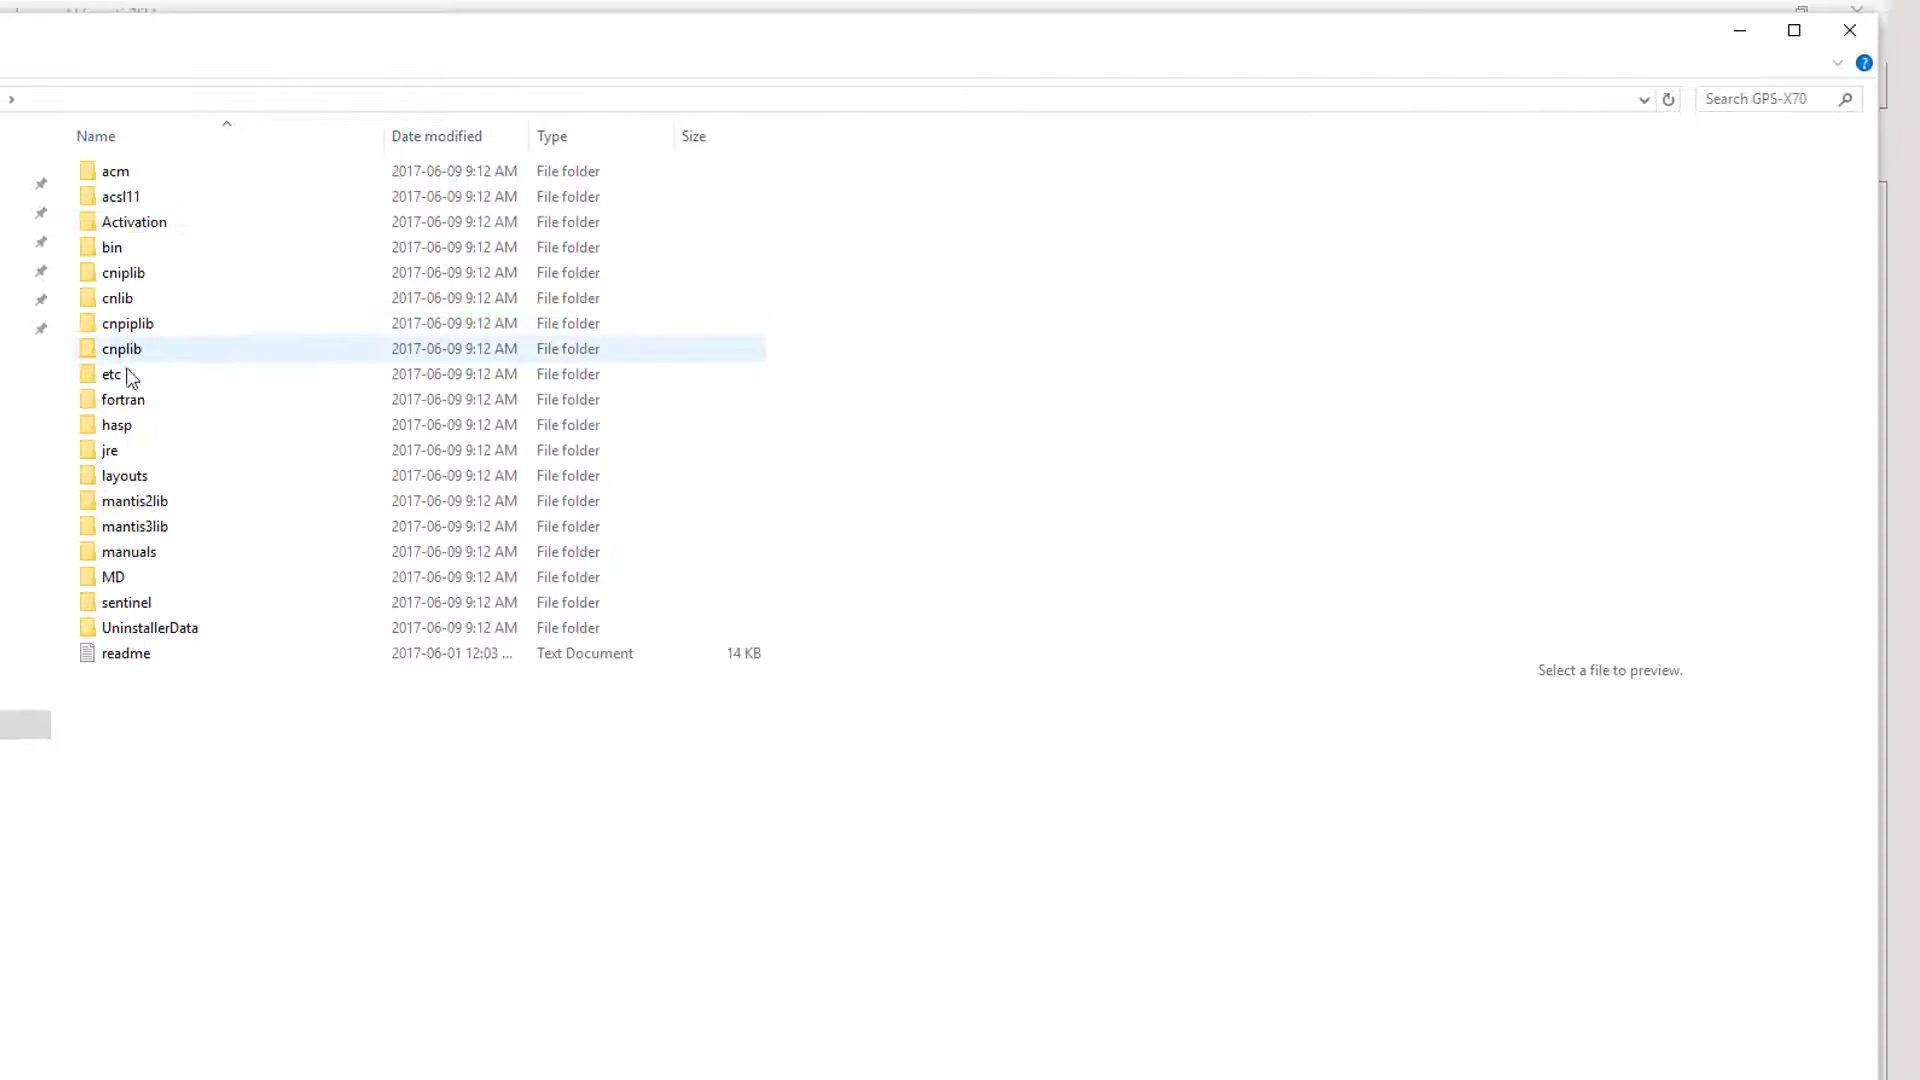 Search GPS-X70
Name Date modified Type Size
acm 2017-06-09 9:12 AM File folder
acsl11 2017-06-09 9:12 AM File folder
Activation 2017-06-09 9:12 AM File folder
bin 2017-06-09 9:12 AM File folder
cniplib 2017-06-09 9:12 AM File folder
cnlib 2017-06-09 9:12 AM File folder
cnpiplib 2017-06-09 9:12 AM File folder
cnplib 2017-06-09 9:12 AM File folder
etc 2017-06-09 9:12 AM File folder
fortran 2017-06-09 9:12 AM File folder
hasp 2017-06-09 9:12 AM File folder
jre 2017-06-09 9:12 AM File folder
layouts 2017-06-09 9:12 AM File folder
mantis2lib 2017-06-09 9:12 AM File folder
mantis3lib 2017-06-09 9:12 AM File folder
manuals 2017-06-09 9:12 AM File folder
MD 2017-06-09 9:12 AM File folder
sentinel 2017-06-09 9:12 AM File folder
UninstallerData 2017-06-09 9:12 AM File folder
readme 2017-06-01 12:03 ... Text Document 14 KB
Select a file to preview.